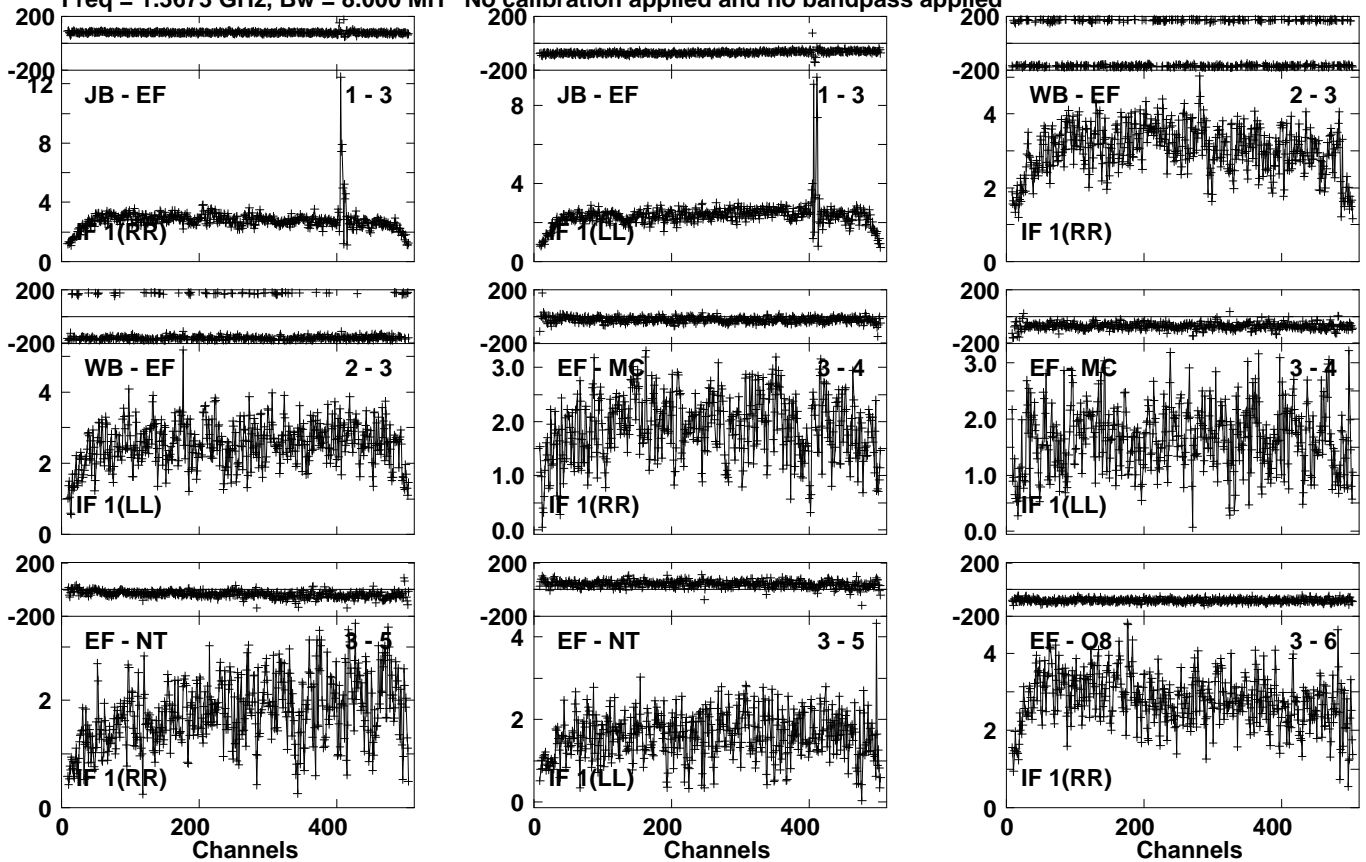 Freq = 1.3673 GHz, Bw = 8.000 MH No calibration applied and no bandpass applied
200
-200
12
8
4
0
JB - EF
1 - 3
IF 1(RR)
200
-200
8
4
0
JB - EF
1 - 3
IF 1(LL)
200
-200
4
2
0
WB - EF
2 - 3
IF 1(RR)
200
-200
4
2
0
WB - EF
2 - 3
IF 1(LL)
200
-200
3.0
2.0
1.0
0.0
EF - MC
3 - 4
IF 1(RR)
200
-200
3.0
2.0
1.0
0.0
EF - MC
3 - 4
IF 1(LL)
200
-200
2
0
EF - NT
3 - 5
IF 1(RR)
0 200 400
Channels
200
-200
4
2
0
EF - NT
3 - 5
IF 1(LL)
0 200 400
Channels
200
-200
4
2
0
EF - O8
3 - 6
IF 1(RR)
0 200 400
Channels